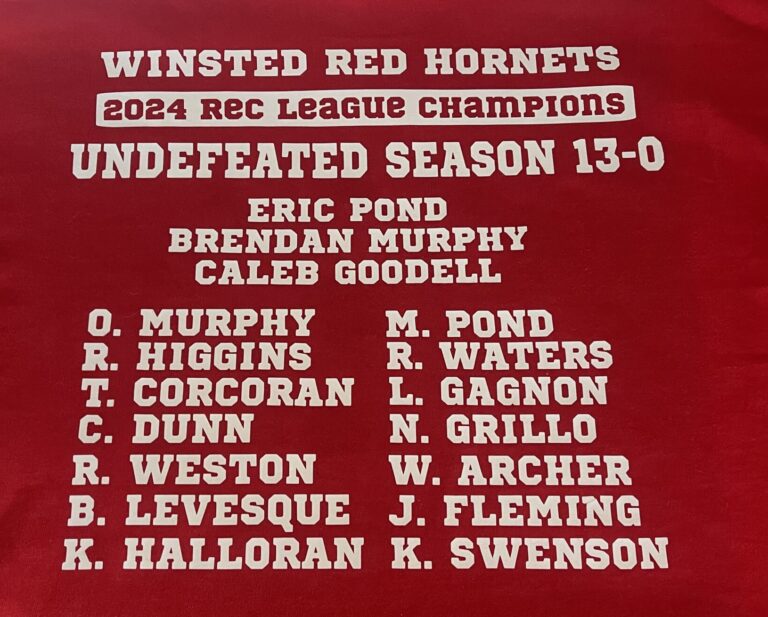 WINSTED RED HORNETS
2024 Rec League Champions
UNDEFEATED SEASON 13-0
ERIC POND
BRENDAN MURPHY
CALEB GOODELL
O. MURPHY M. POND
R. HIGGINS R. WATERS
T. CORCORAN L. GAGNON
C. DUNN N. GRILLO
R. WESTON W. ARCHER
B. LEVESQUE J. FLEMING
K. HALLORAN K. SWENSON